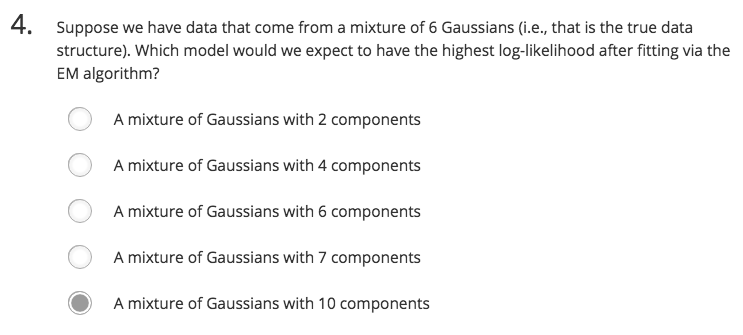 4. Suppose we have data that come from a mixture of 6 Gaussians (i.e., that is the true data
structure). Which model would we expect to have the highest log-likelihood after fitting via the
EM algorithm?
A mixture of Gaussians with 2 components
A mixture of Gaussians with 4 components
A mixture of Gaussians with 6 components
A mixture of Gaussians with 7 components
A mixture of Gaussians with 10 components